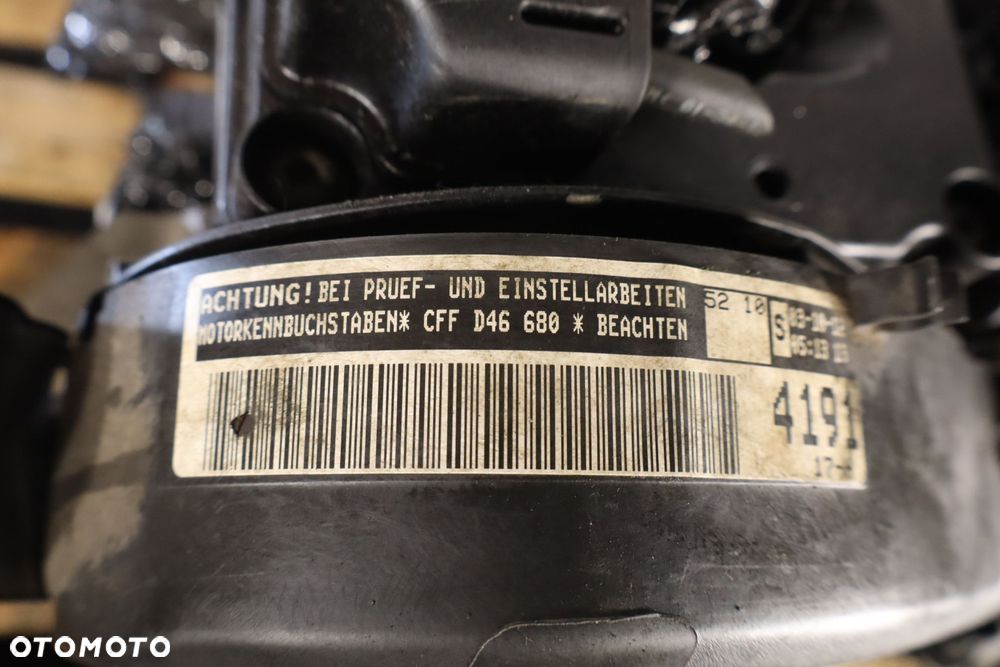 ACHTUNG! BEI PRUEF- UND EINSTELLARBEITEN
MOTORKENNBUCHSTABEN* CFF D46 680 * BEACHTEN
52 10
S
4191
OTOMOTO